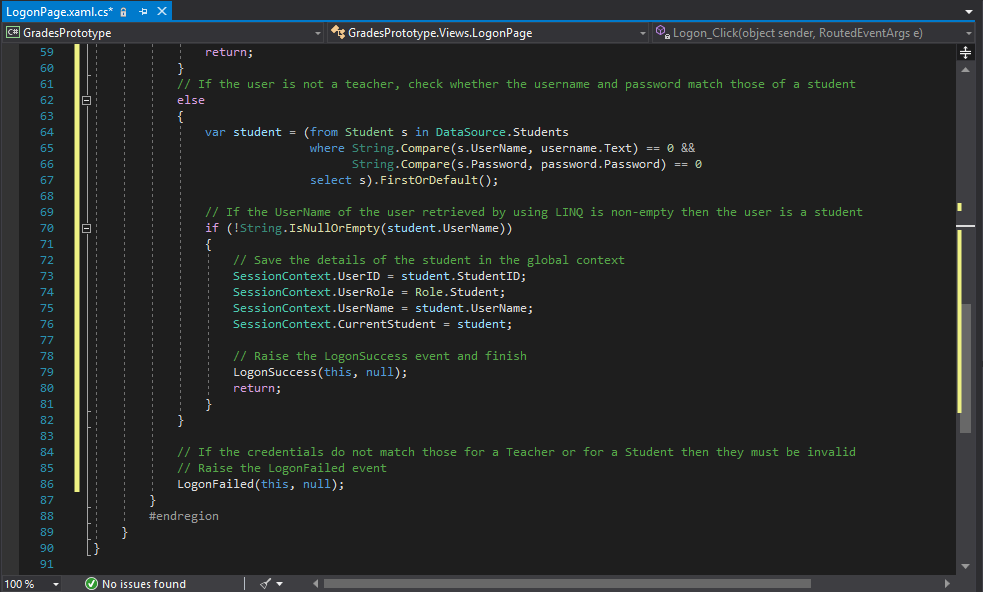 LogonPage.xaml.cs*
C# GradesPrototype GradesPrototype.Views.LogonPage Logon_Click(object sender, RoutedEventArgs e)
59 return;
60 }
61 // If the user is not a teacher, check whether the username and password match those of a student
62 else
63 {
64 var student = (from Student s in DataSource.Students
65 where String.Compare(s.UserName, username.Text) == 0 &&
66 String.Compare(s.Password, password.Password) == 0
67 select s).FirstOrDefault();
68
69 // If the UserName of the user retrieved by using LINQ is non-empty then the user is a student
70 if (!String.IsNullOrEmpty(student.UserName))
71 {
72 // Save the details of the student in the global context
73 SessionContext.UserID = student.StudentID;
74 SessionContext.UserRole = Role.Student;
75 SessionContext.UserName = student.UserName;
76 SessionContext.CurrentStudent = student;
77
78 // Raise the LogonSuccess event and finish
79 LogonSuccess(this, null);
80 return;
81 }
82 }
83
84 // If the credentials do not match those for a Teacher or for a Student then they must be invalid
85 // Raise the LogonFailed event
86 LogonFailed(this, null);
87 }
88 #endregion
89 }
90 }
91
100 % No issues found